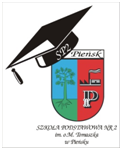 SP2
Pieńsk
P
SZKOŁA PODSTAWOWA NR 2
im. o.M. Tomaszka
w Pieńsku